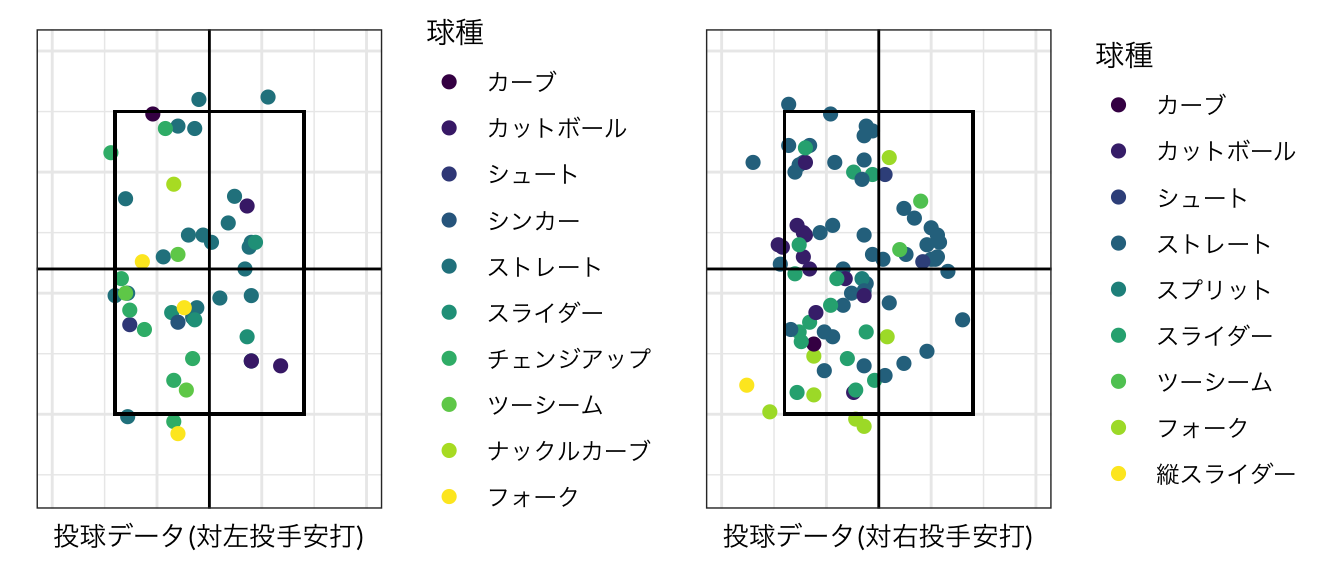 球種
カーブ
カットボール
シュート
シンカー
ストレート
スライダー
チェンジアップ
ツーシーム
ナックルカーブ
フォーク
投球データ(対左投手安打)
球種
カーブ
カットボール
シュート
ストレート
スプリット
スライダー
ツーシーム
フォーク
縦スライダー
投球データ(対右投手安打)